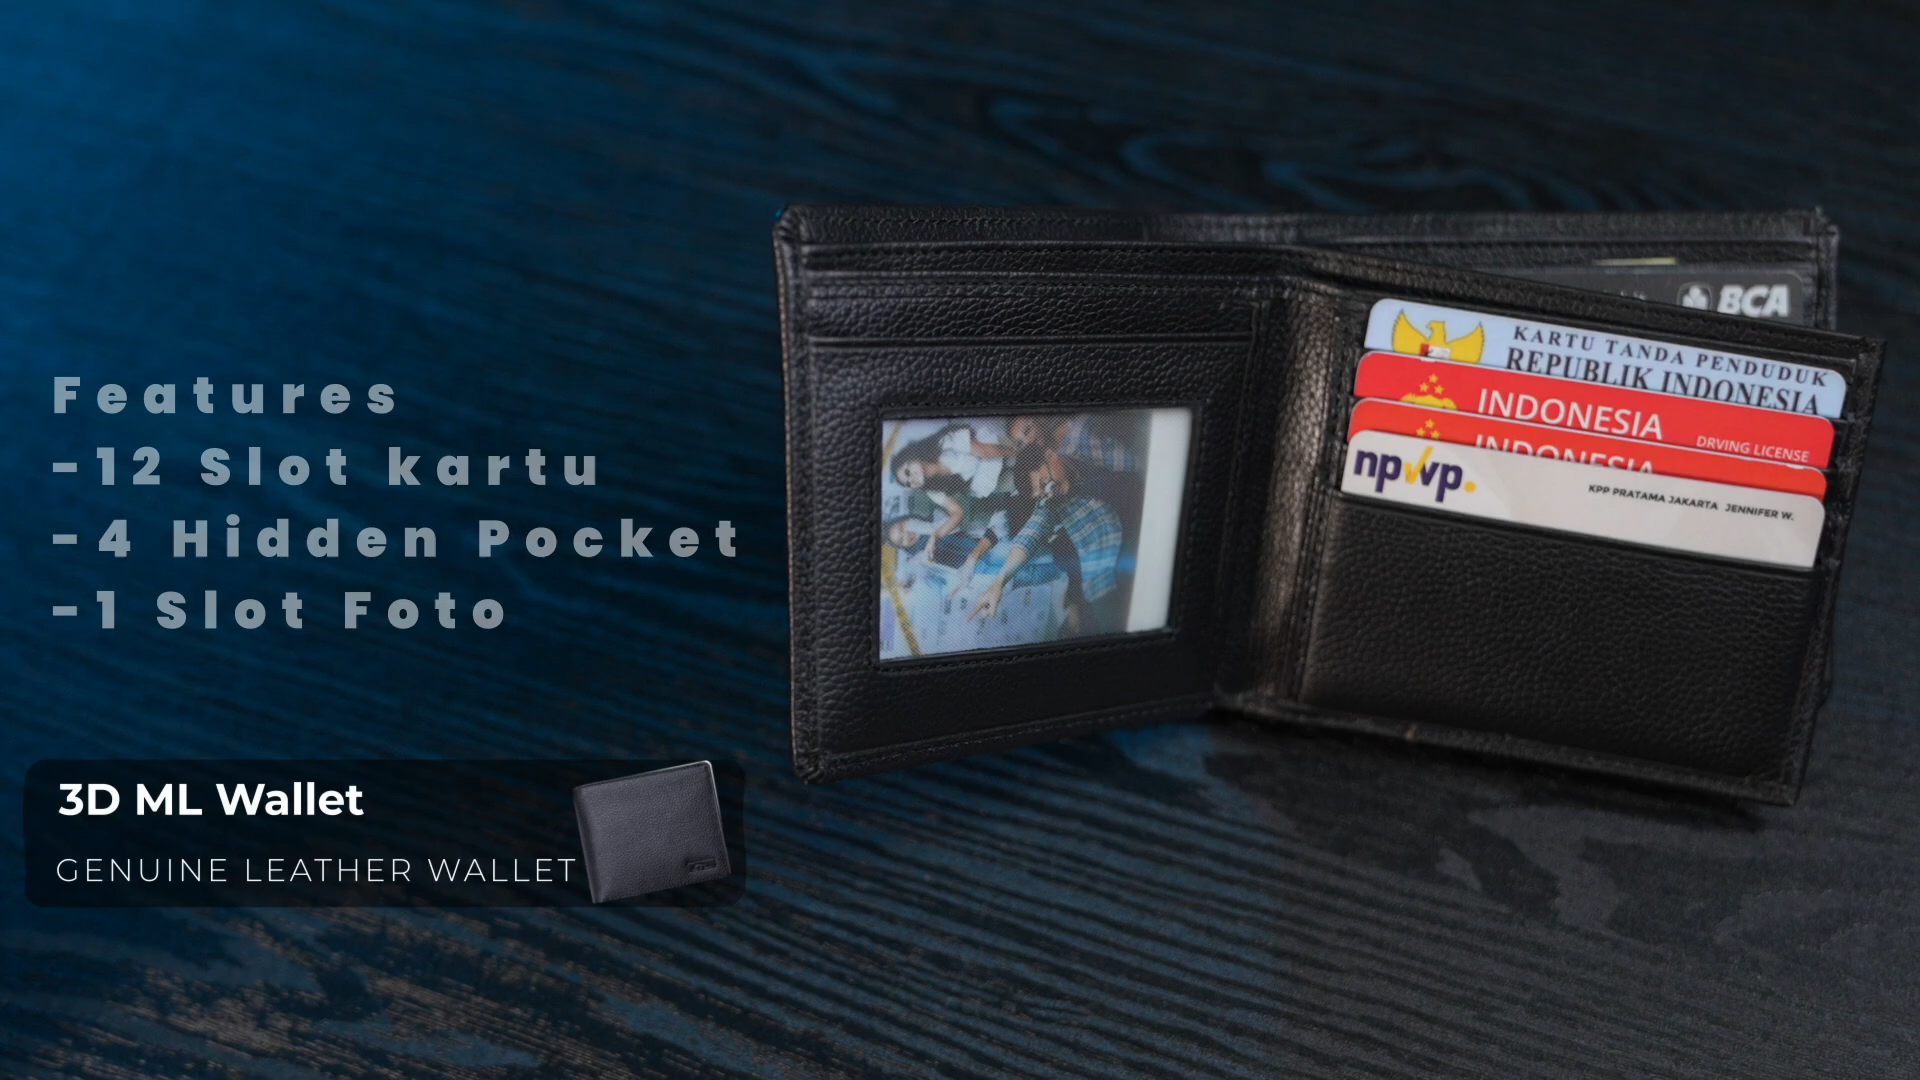 Features
-12 Slot kartu
-4 Hidden Pocket
-1 Slot Foto
3D ML Wallet
GENUINE LEATHER WALLET
BCA
KARTU TANDA PENDUDUK
REPUBLIK INDONESIA
INDONESIA
DRVING LICENSE
INDONESIA
npwp.
KPP PRATAMA JAKARTA JENNIFER W.